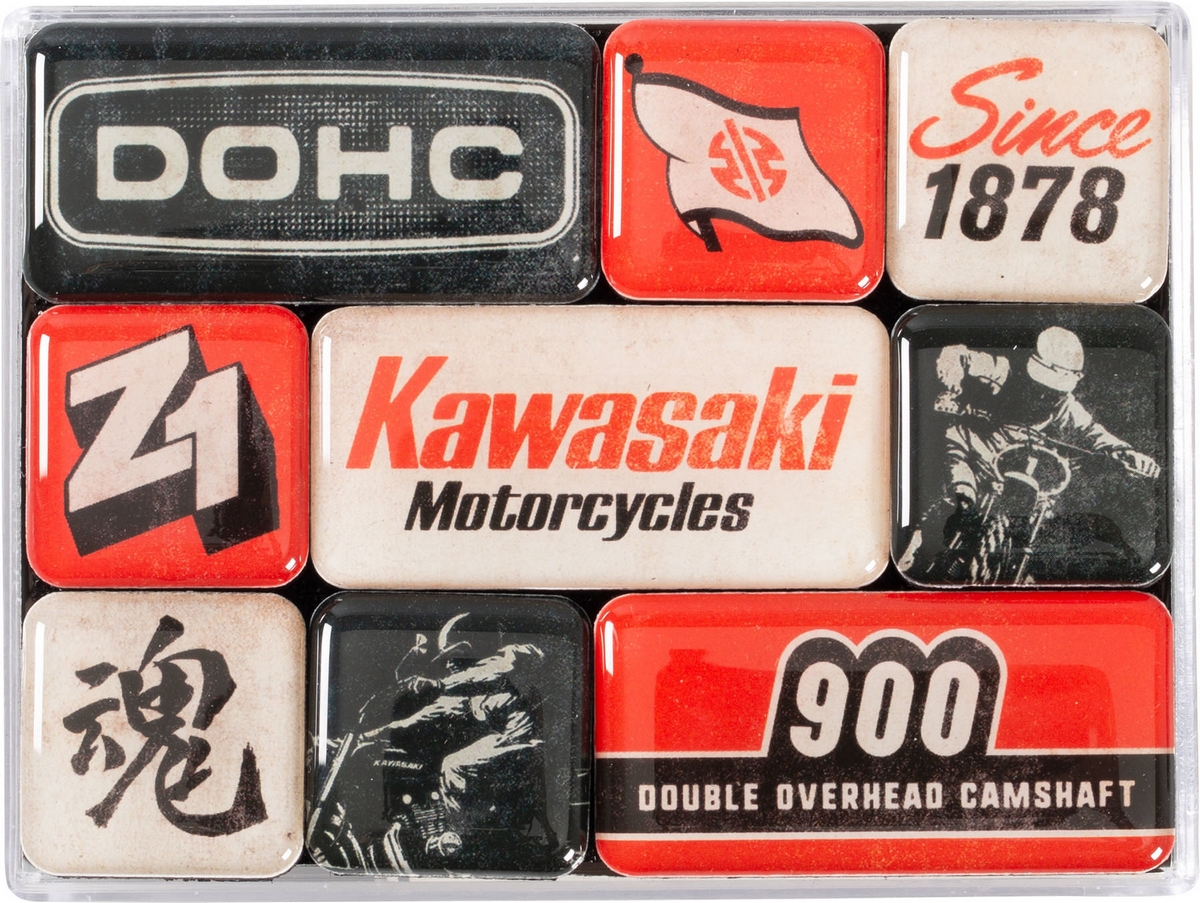 DOHC
Since
1878
Z1
Kawasaki
Motorcycles
魂
KAWASAKI
900
DOUBLE OVERHEAD CAMSHAFT